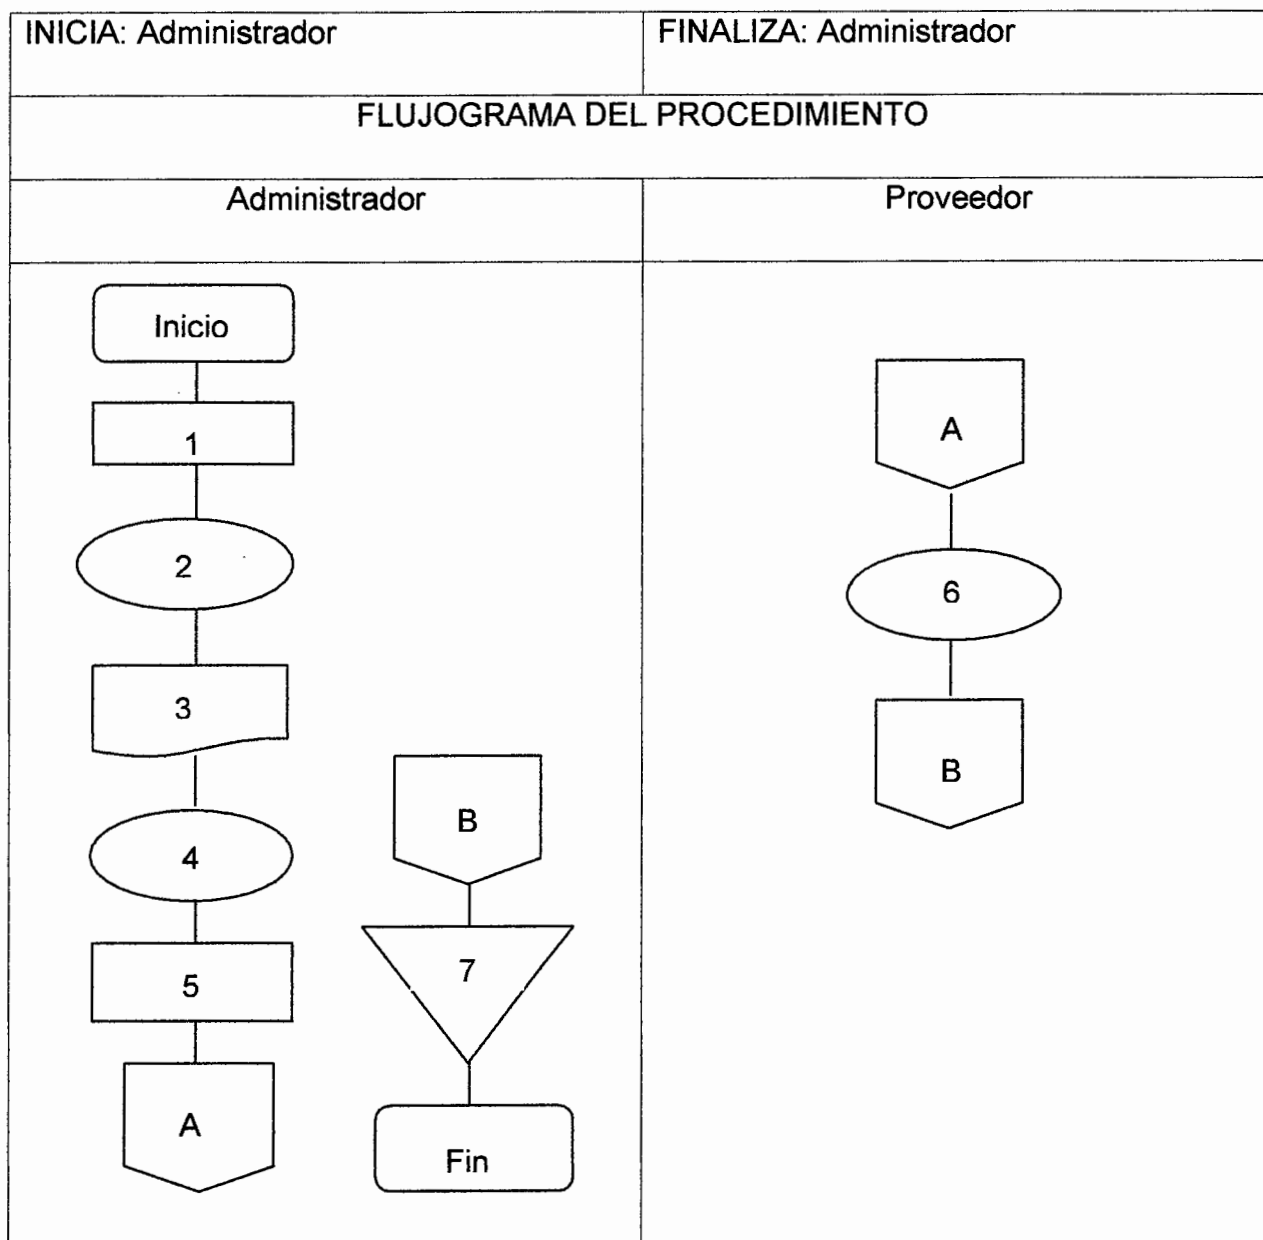 INICIA: Administrador
FINALIZA: Administrador
FLUJOGRAMA DEL PROCEDIMIENTO
Administrador
Proveedor
Inicio
1
2
3
4
5
A
B
7
Fin
A
6
B